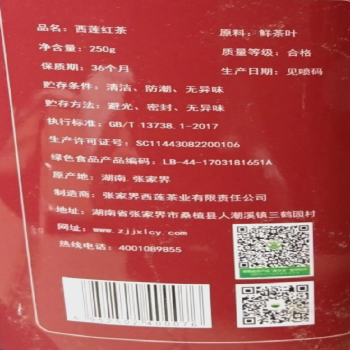 品名：西莲红茶 原料：鲜茶叶
净含量：250g 质量等级：合格
保质期：36个月 生产日期：见喷码
贮存条件：清洁、防潮、无异味
贮存方法：避光、密封、无异味
执行标准：GB/T 13738.1-2017
生产许可证号：SC11443082200106
绿色食品产品编码：LB-44-1703181651A
原产地：湖南 张家界
制造商：张家界西莲茶业有限责任公司
地址：湖南省张家界市桑植县人潮溪镇三鹤园村
网址：www.zjjxlcy.com
热线电话：4001089855